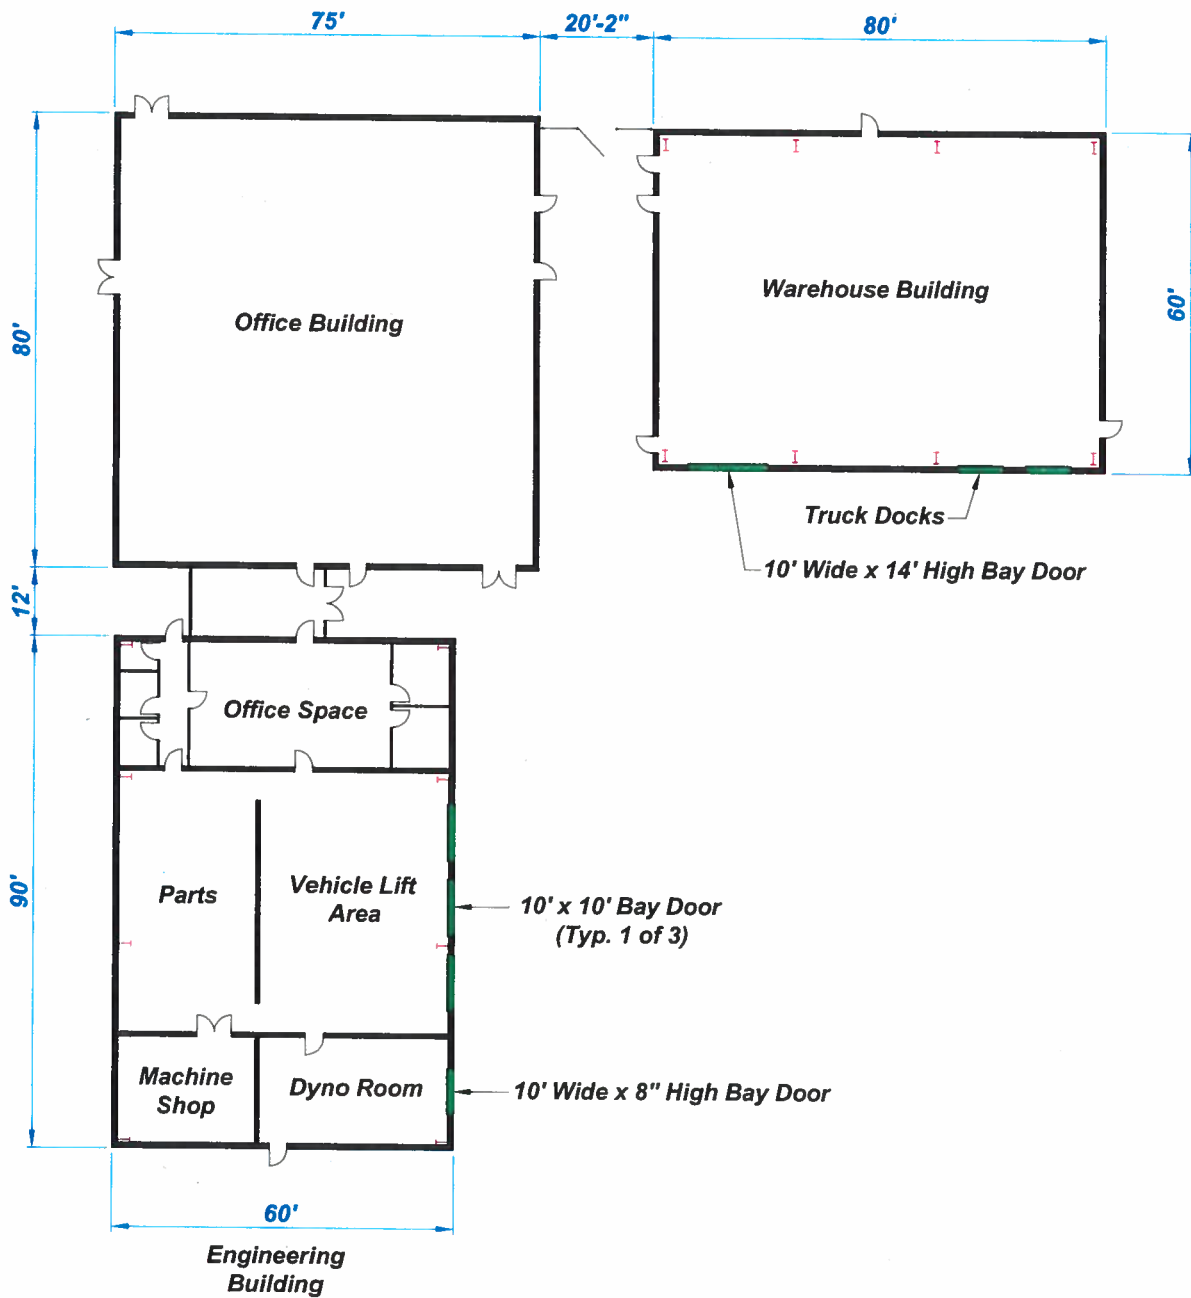 75'
20'-2"
80'
80'
Office Building
Warehouse Building
60'
Truck Docks
10' Wide x 14' High Bay Door
12'
Office Space
90'
Parts
Vehicle Lift
Area
10' x 10' Bay Door
(Typ. 1 of 3)
Machine
Shop
Dyno Room
10' Wide x 8" High Bay Door
60'
Engineering
Building